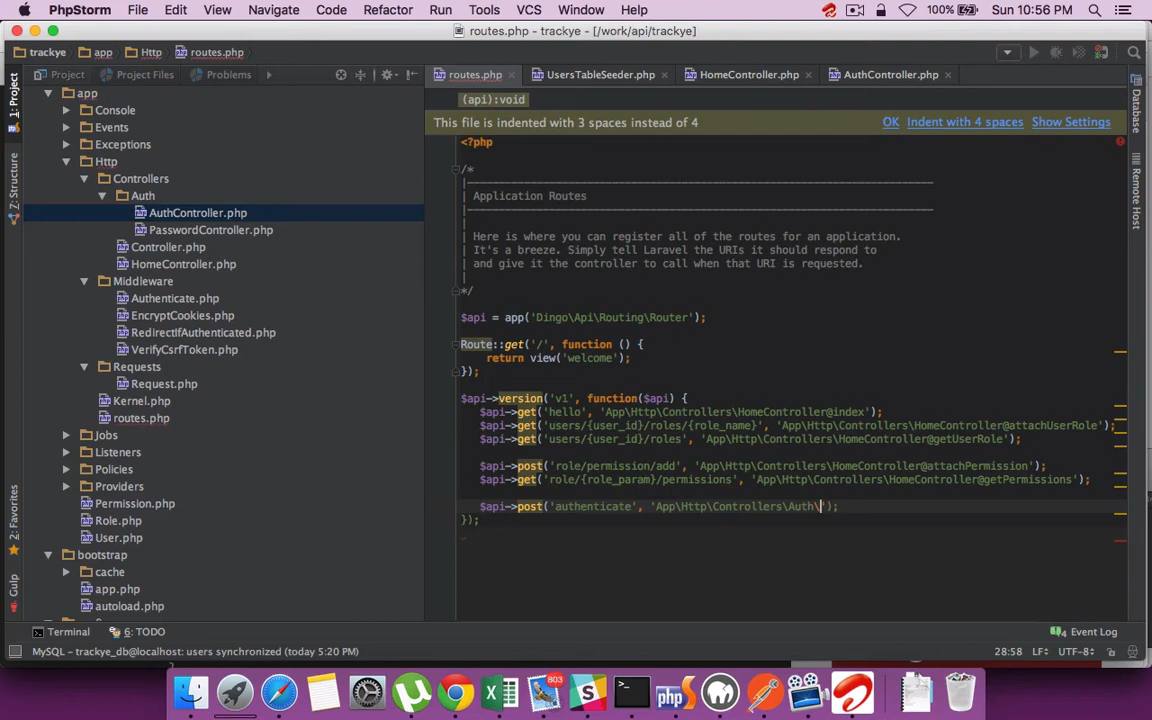 PhpStorm File Edit View Navigate Code Refactor Run Tools VCS Window Help 100% Sun 10:56 PM
routes.php - trackye - [/work/api/trackye]
trackye app Http routes.php
Project Project Files Problems
routes.php UsersTableSeeder.php HomeController.php AuthController.php
1: Project
Z: Structure
2: Favorites
Gulp
app
Console
Events
Exceptions
Http
Controllers
Auth
AuthController.php
PasswordController.php
Controller.php
HomeController.php
Middleware
Authenticate.php
EncryptCookies.php
RedirectIfAuthenticated.php
VerifyCsrfToken.php
Requests
Request.php
Kernel.php
routes.php
Jobs
Listeners
Policies
Providers
Permission.php
Role.php
User.php
bootstrap
cache
app.php
autoload.php
(api):void
This file is indented with 3 spaces instead of 4 OK Indent with 4 spaces Show Settings
<?php
/*
|--------------------------------------------------------------------------
| Application Routes
|--------------------------------------------------------------------------
|
| Here is where you can register all of the routes for an application.
| It's a breeze. Simply tell Laravel the URIs it should respond to
| and give it the controller to call when that URI is requested.
|
*/
$api = app('Dingo\Api\Routing\Router');
Route::get('/', function () {
return view('welcome');
});
$api->version('v1', function($api) {
$api->get('hello', 'App\Http\Controllers\HomeController@index');
$api->get('users/{user_id}/roles/{role_name}', 'App\Http\Controllers\HomeController@attachUserRole');
$api->get('users/{user_id}/roles', 'App\Http\Controllers\HomeController@getUserRole');
$api->post('role/permission/add', 'App\Http\Controllers\HomeController@attachPermission');
$api->get('role/{role_param}/permissions', 'App\Http\Controllers\HomeController@getPermissions');
$api->post('authenticate', 'App\Http\Controllers\Auth\');
});
Database
Remote Host
Terminal 6: TODO Event Log
MySQL - trackye_db@localhost: users synchronized (today 5:20 PM) 28:58 LF UTF-8
803
php